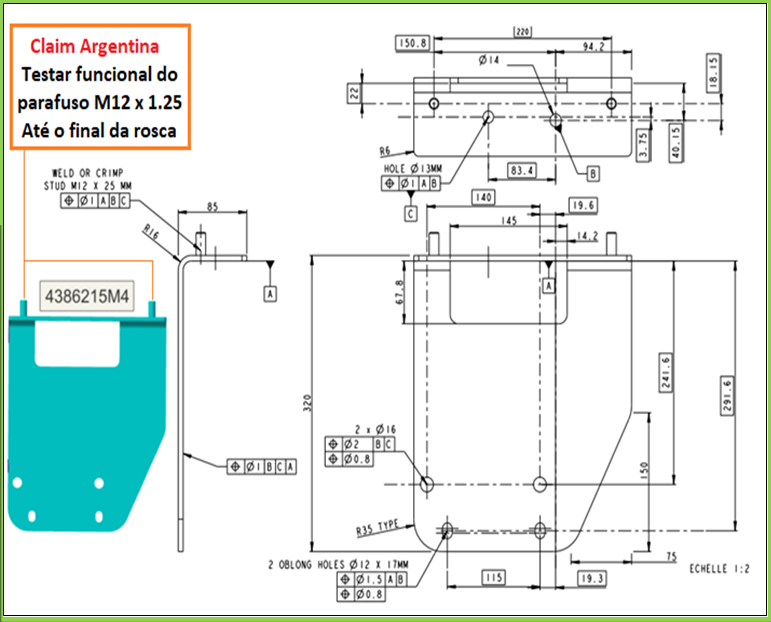 Claim Argentina
Testar funcional do
parafuso M12 x 1.25
Até o final da rosca
WELD OR CRIMP
STUD M12 X 25 MM
⌖ Ø1 A B C
R16
85
A
4386215M4
⌖ Ø1 B C A
220
150.8
94.2
Ø14
22
18.15
3.75
40.15
R6
HOLE Ø13MM
⌖ Ø1 A B
C
83.4
B
140
19.6
145
14.2
A
67.8
320
241.6
291.6
2 x Ø16
⌖ Ø2 B C
⌖ Ø0.8
150
R35 TYPE
75
2 OBLONG HOLES Ø12 X 17MM
⌖ Ø1.5 A B
⌖ Ø0.8
115
19.3
ECHELLE 1:2